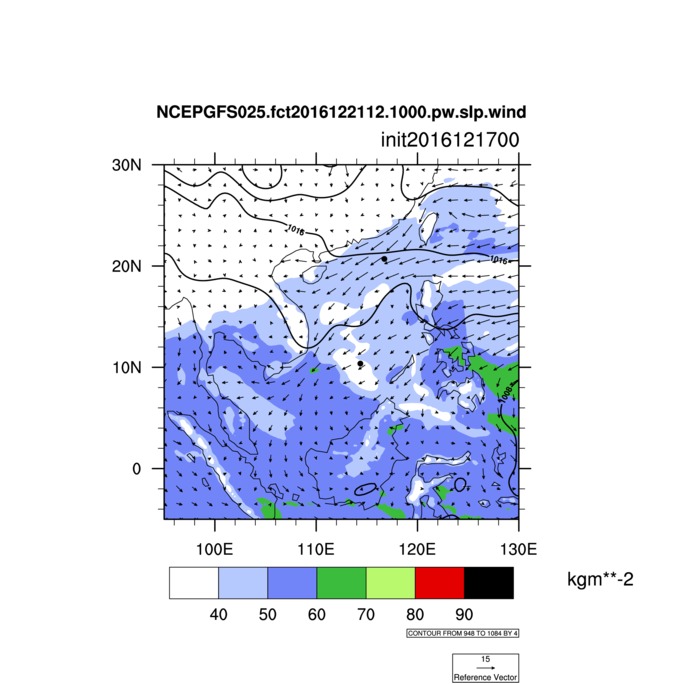 NCEPGFS025.fct2016122112.1000.pw.slp.wind
init2016121700
30N
1016
20N
1016
10N
1008
0
100E 110E 120E 130E
kgm**-2
40 50 60 70 80 90
CONTOUR FROM 948 TO 1084 BY 4
15
Reference Vector